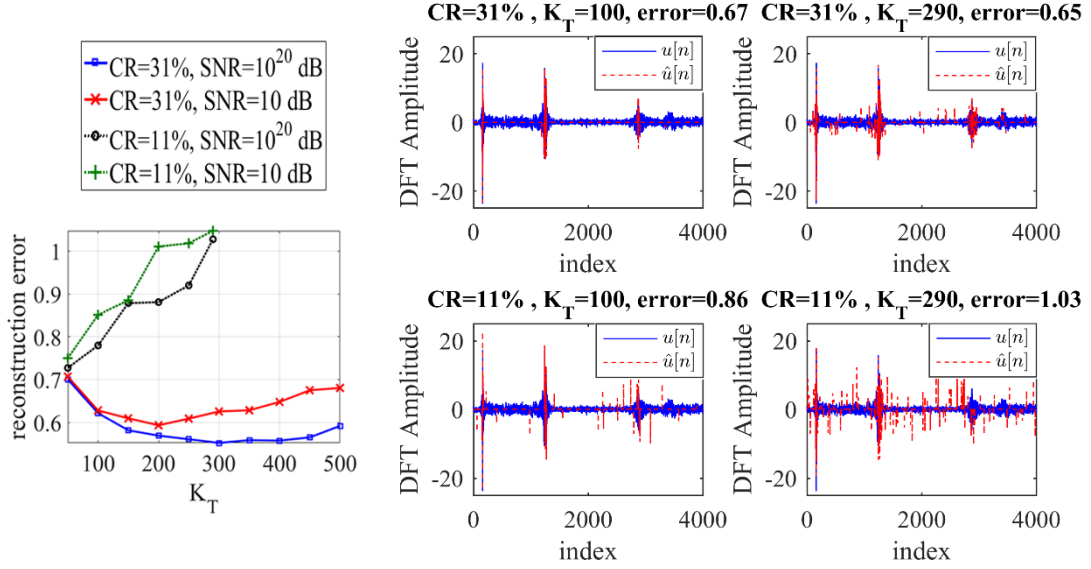 CR=31%, SNR=10^20 dB
CR=31%, SNR=10 dB
CR=11%, SNR=10^20 dB
CR=11%, SNR=10 dB
reconstruction error
1
0.9
0.8
0.7
0.6
100 200 300 400 500
K_T
CR=31% , K_T=100, error=0.67
DFT Amplitude
20
0
-20
u[n]
û[n]
0 2000 4000
index
CR=31% , K_T=290, error=0.65
DFT Amplitude
20
0
-20
u[n]
û[n]
0 2000 4000
index
CR=11% , K_T=100, error=0.86
DFT Amplitude
20
0
-20
u[n]
û[n]
0 2000 4000
index
CR=11% , K_T=290, error=1.03
DFT Amplitude
20
0
-20
u[n]
û[n]
0 2000 4000
index